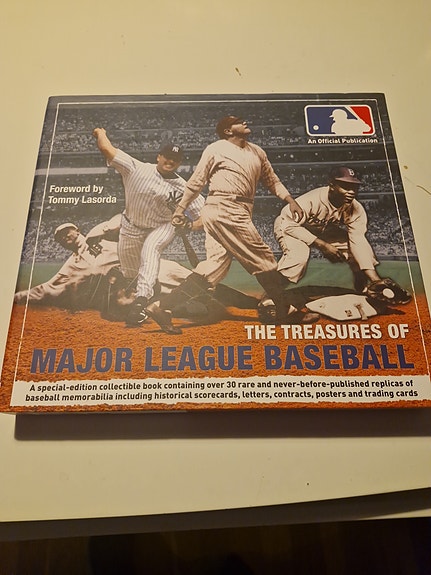 An Official Publication
Foreword by
Tommy Lasorda
THE TREASURES OF
MAJOR LEAGUE BASEBALL
A special-edition collectible book containing over 30 rare and never-before-published replicas of
baseball memorabilia including historical scorecards, letters, contracts, posters and trading cards